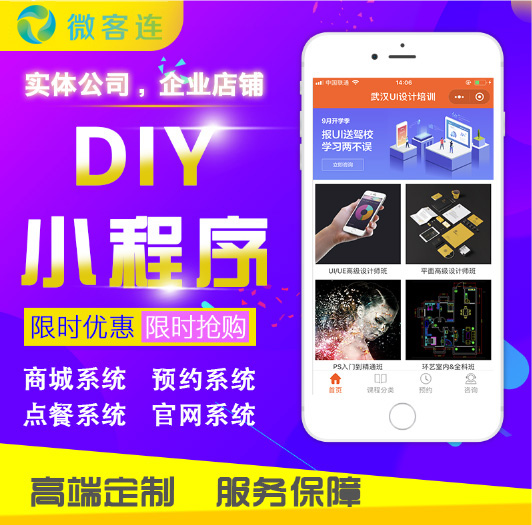 微客连
实体公司，企业店铺
DIY
小程序
限时优惠 限时抢购
商城系统 预约系统
点餐系统 官网系统
高端定制 服务保障
中国联通 14:06
武汉UI设计培训
9月开学季
报UI送驾校
学习两不误
立即咨询
UI/UE高级设计师班
平面高级设计师班
PS入门到精通班
环艺室内&全科班
首页 课程分类 预约 咨询